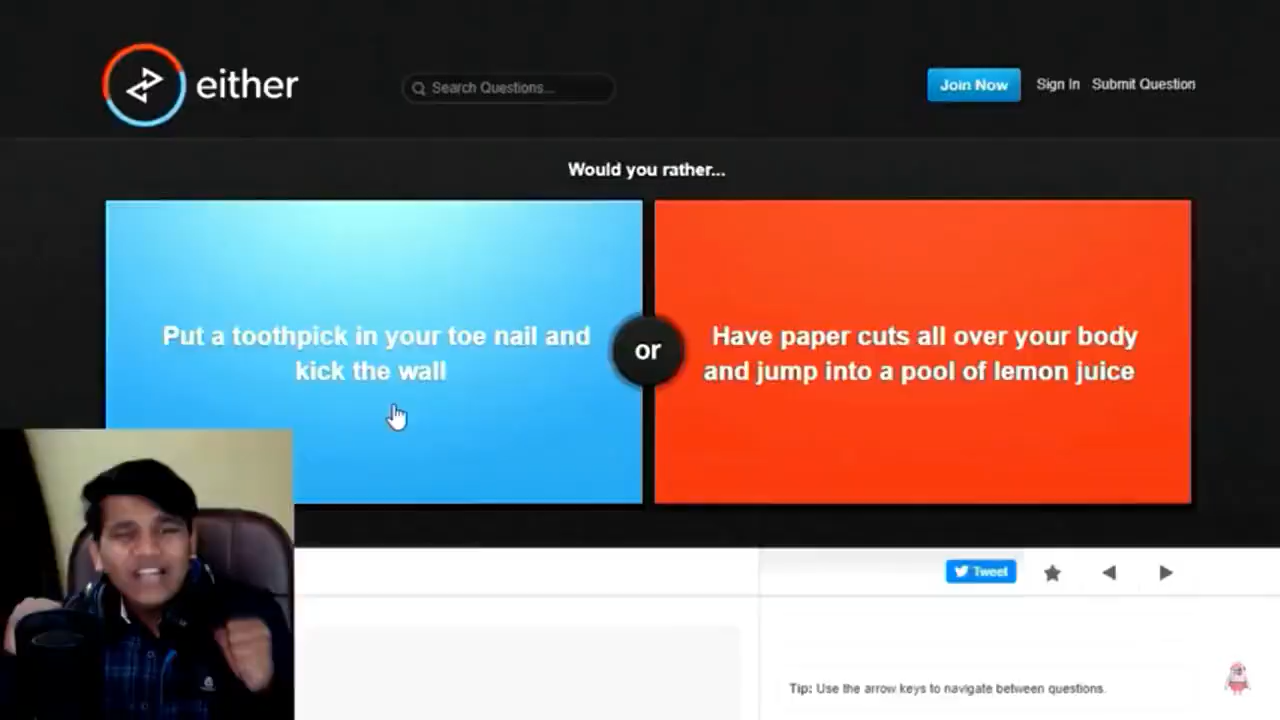 either
Search Questions...
Join Now
Sign In
Submit Question
Would you rather...
Put a toothpick in your toe nail and
kick the wall
or
Have paper cuts all over your body
and jump into a pool of lemon juice
Tweet
Tip: Use the arrow keys to navigate between questions.